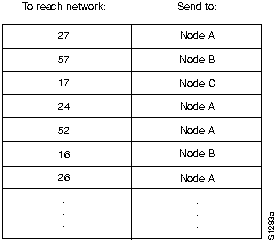 To reach network: Send to:
27 Node A
57 Node B
17 Node C
24 Node A
52 Node A
16 Node B
26 Node A
. .
. .
. .
S1283a